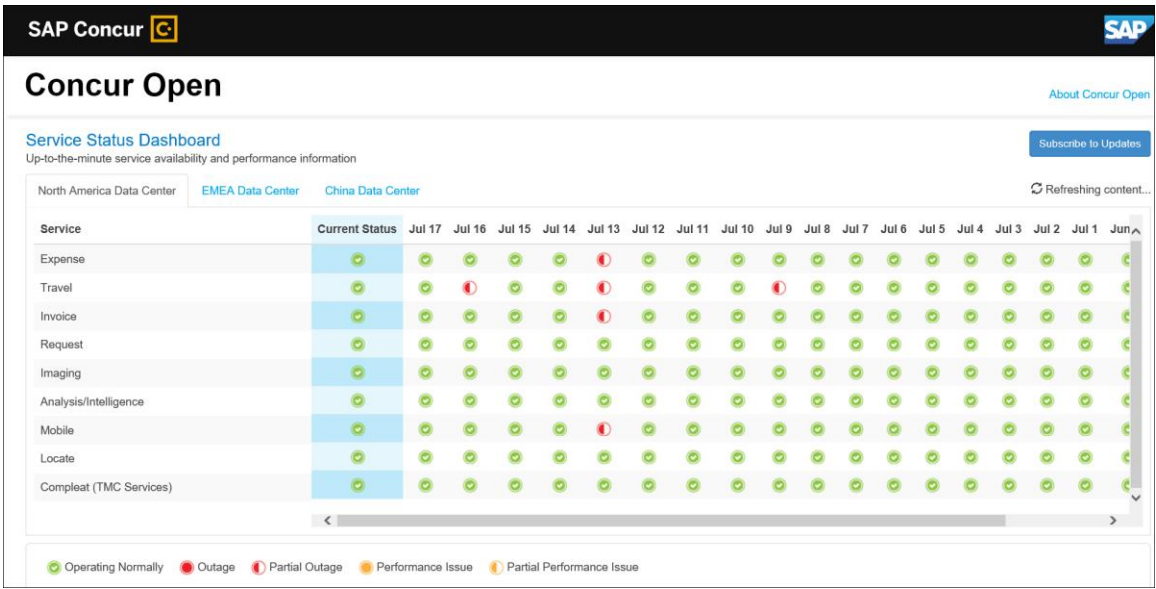 SAP Concur C SAP
Concur Open
About Concur Open
Service Status Dashboard
Subscribe to Updates
Up-to-the-minute service availability and performance information
North America Data Center EMEA Data Center China Data Center Refreshing content...
Service Current Status Jul 17 Jul 16 Jul 15 Jul 14 Jul 13 Jul 12 Jul 11 Jul 10 Jul 9 Jul 8 Jul 7 Jul 6 Jul 5 Jul 4 Jul 3 Jul 2 Jul 1 Jun
Expense
Travel
Invoice
Request
Imaging
Analysis/Intelligence
Mobile
Locate
Compleat (TMC Services)
Operating Normally Outage Partial Outage Performance Issue Partial Performance Issue